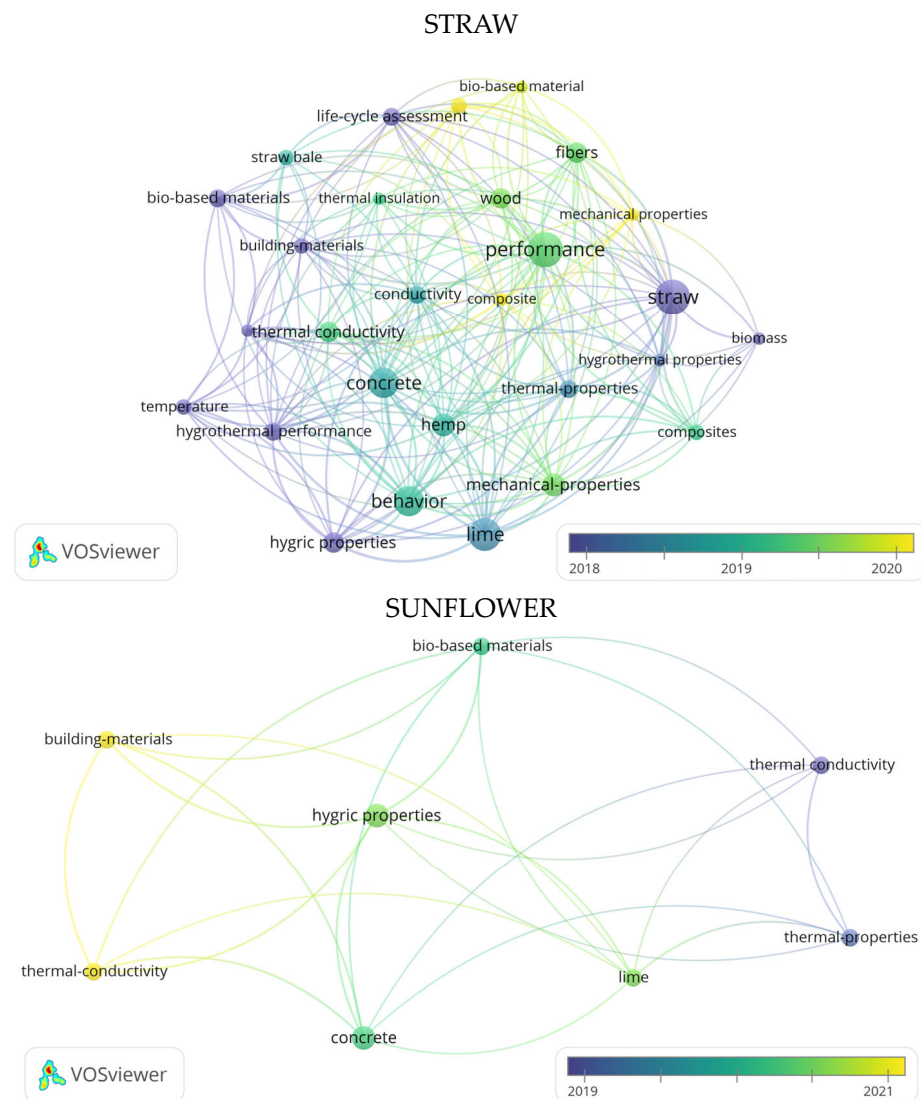 STRAW
bio-based material
life-cycle assessment
fibers
straw bale
bio-based materials
thermal insulation
wood
mechanical properties
building-materials
performance
conductivity
composite
straw
thermal conductivity
biomass
hygrothermal properties
concrete
thermal-properties
temperature
hemp
hygrothermal performance
composites
mechanical-properties
behavior
lime
hygric properties
VOSviewer
2018
2019
2020
SUNFLOWER
bio-based materials
building-materials
thermal conductivity
hygric properties
thermal-properties
thermal-conductivity
lime
concrete
VOSviewer
2019
2021